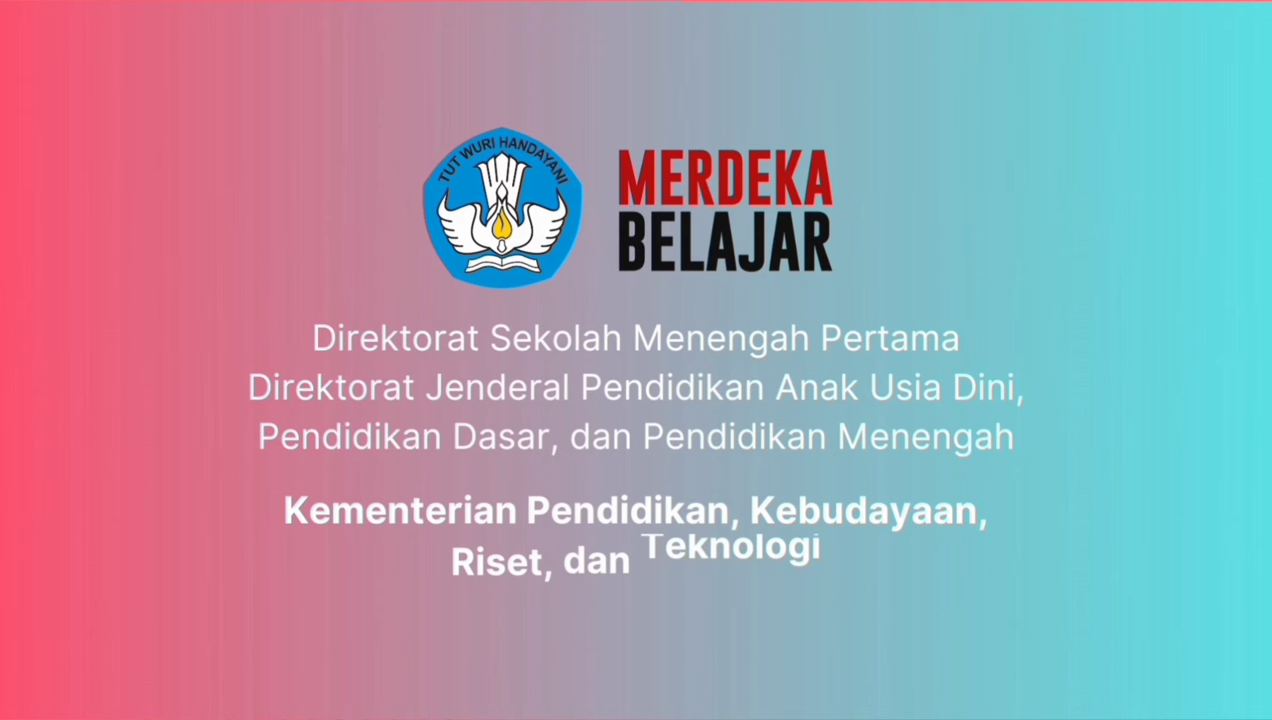 TUT WURI HANDAYANI
MERDEKA
BELAJAR
Direktorat Sekolah Menengah Pertama
Direktorat Jenderal Pendidikan Anak Usia Dini,
Pendidikan Dasar, dan Pendidikan Menengah
Kementerian Pendidikan, Kebudayaan,
Riset, dan Teknologi